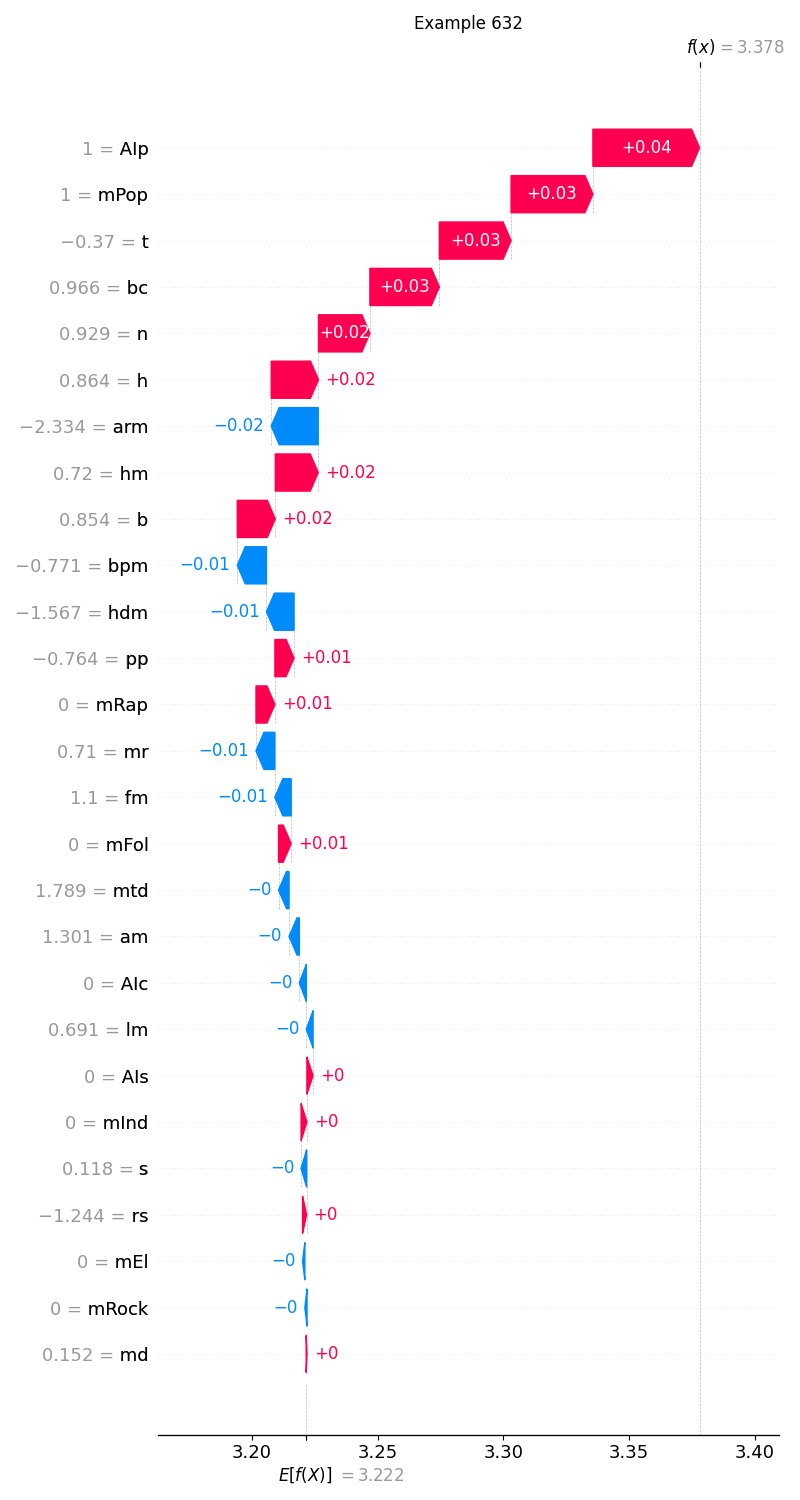 Example 632
f(x) = 3.378
1 = AIp
+0.04
1 = mPop
+0.03
−0.37 = t
+0.03
0.966 = bc
+0.03
0.929 = n
+0.02
0.864 = h
+0.02
−2.334 = arm
−0.02
0.72 = hm
+0.02
0.854 = b
+0.02
−0.771 = bpm
−0.01
−1.567 = hdm
−0.01
−0.764 = pp
+0.01
0 = mRap
+0.01
0.71 = mr
−0.01
1.1 = fm
−0.01
0 = mFol
+0.01
1.789 = mtd
−0
1.301 = am
−0
0 = AIc
−0
0.691 = lm
−0
0 = AIs
+0
0 = mInd
+0
0.118 = s
−0
−1.244 = rs
+0
0 = mEl
−0
0 = mRock
−0
0.152 = md
+0
3.20 3.25 3.30 3.35 3.40
E[f(X)] = 3.222